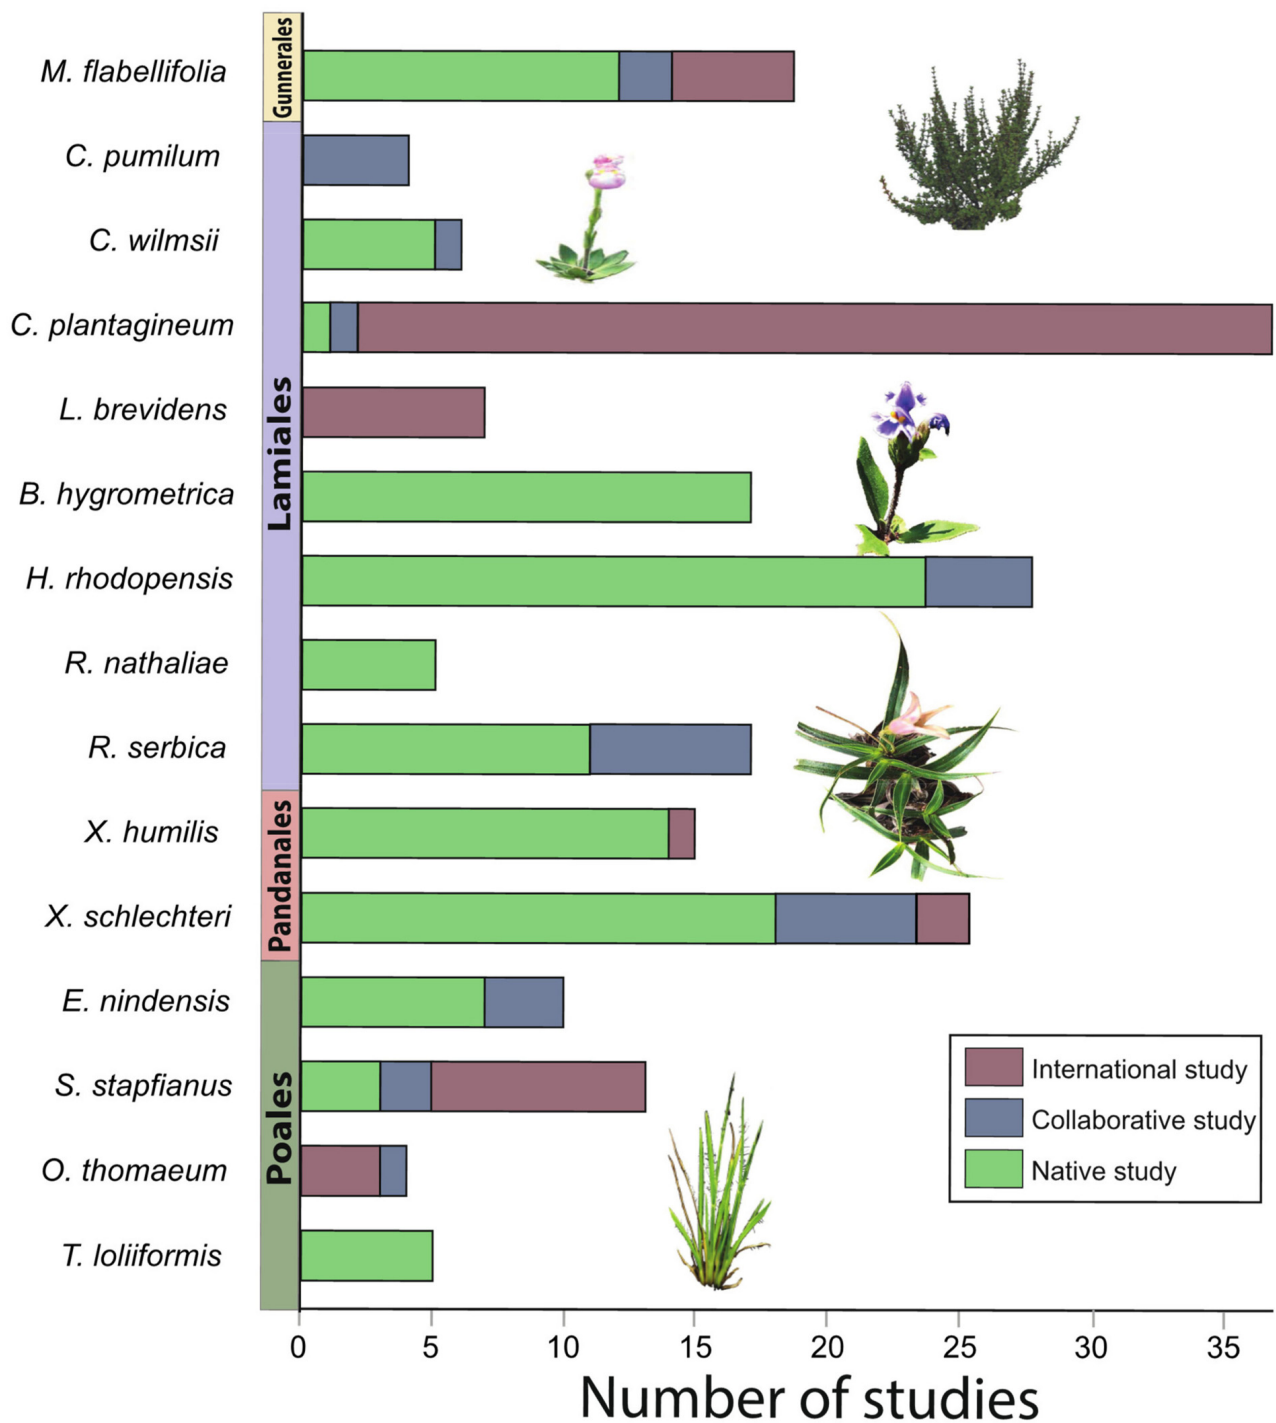 Gunnerales
M. flabellifolia
C. pumilum
C. wilmsii
C. plantagineum
Lamiales
L. brevidens
B. hygrometrica
H. rhodopensis
R. nathaliae
R. serbica
Pandanales
X. humilis
X. schlechteri
E. nindensis
Poales
S. stapfianus
O. thomaeum
T. loliiformis
International study
Collaborative study
Native study
0 5 10 15 20 25 30 35
Number of studies